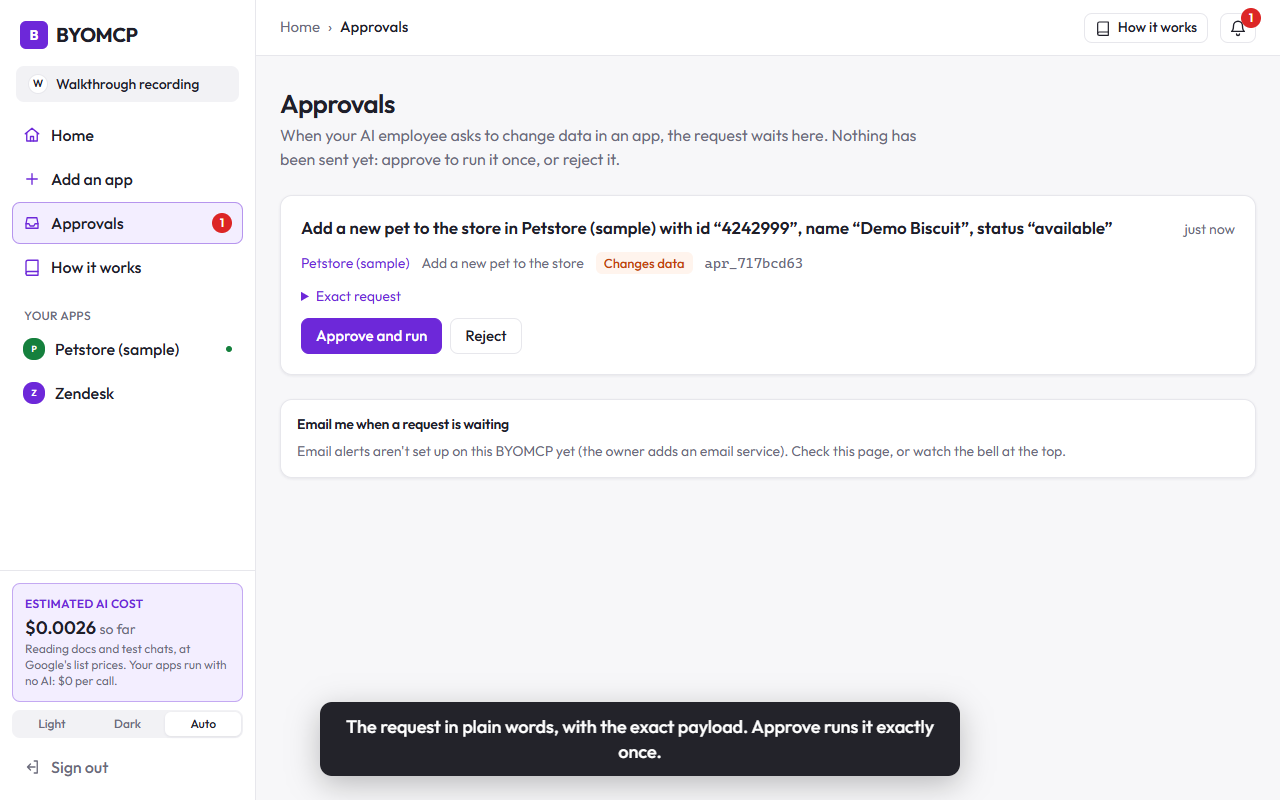 B BYOMCP
W Walkthrough recording
Home
Add an app
Approvals 1
How it works
YOUR APPS
P Petstore (sample)
Z Zendesk
ESTIMATED AI COST
$0.0026 so far
Reading docs and test chats, at
Google's list prices. Your apps run with
no AI: $0 per call.
Light Dark Auto
Sign out
Home › Approvals
How it works
1
Approvals
When your AI employee asks to change data in an app, the request waits here. Nothing has
been sent yet: approve to run it once, or reject it.
Add a new pet to the store in Petstore (sample) with id “4242999”, name “Demo Biscuit”, status “available”
just now
Petstore (sample) Add a new pet to the store Changes data apr_717bcd63
Exact request
Approve and run Reject
Email me when a request is waiting
Email alerts aren't set up on this BYOMCP yet (the owner adds an email service). Check this page, or watch the bell at the top.
The request in plain words, with the exact payload. Approve runs it exactly
once.